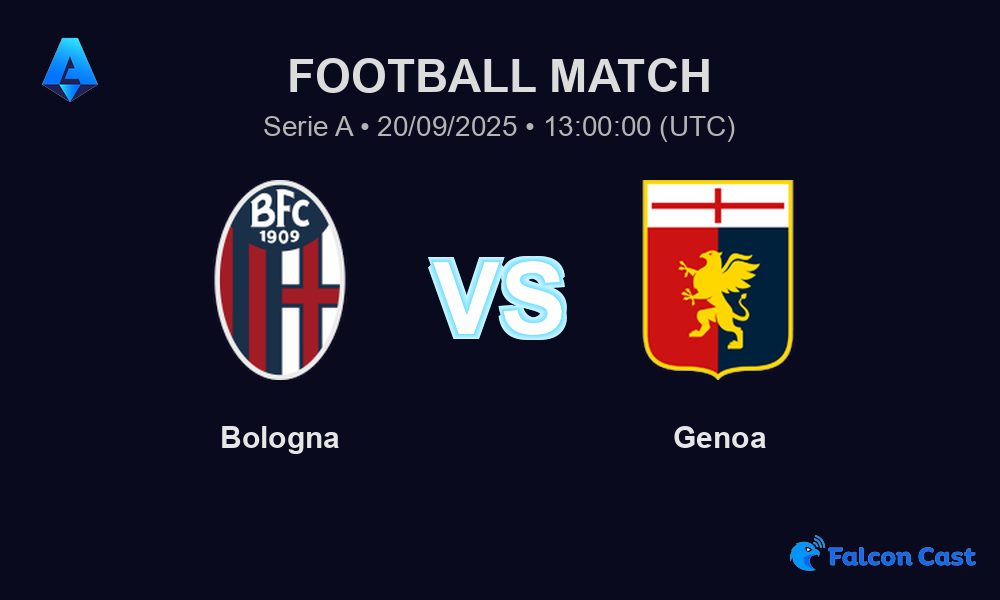 FOOTBALL MATCH
Serie A • 20/09/2025 • 13:00:00 (UTC)
BFC
1909
VS
Bologna
Genoa
Falcon Cast